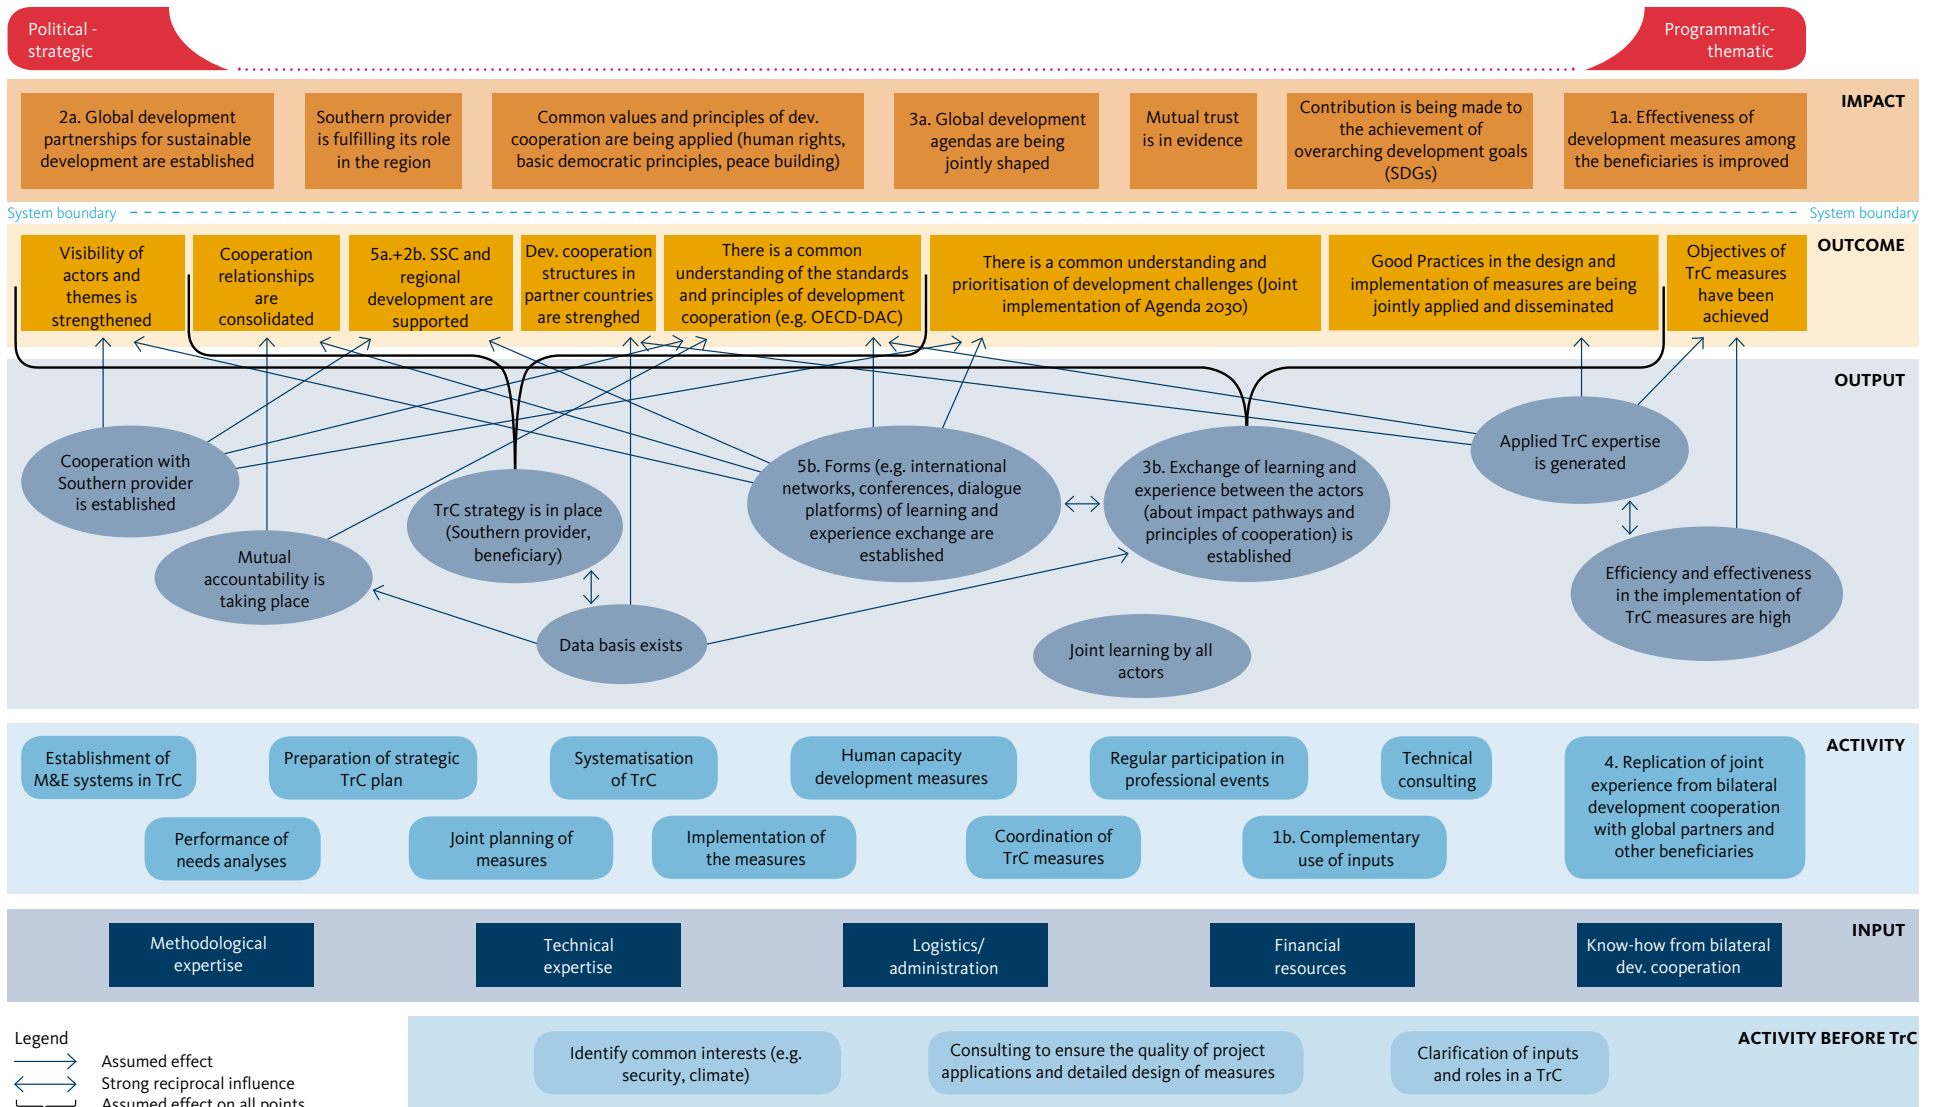 Political -
strategic
Programmatic-
thematic
IMPACT
2a. Global development
partnerships for sustainable
development are established
Southern provider
is fulfilling its role
in the region
Common values and principles of dev.
cooperation are being applied (human rights,
basic democratic principles, peace building)
3a. Global development
agendas are being
jointly shaped
Mutual trust
is in evidence
Contribution is being made to
the achievement of
overarching development goals
(SDGs)
1a. Effectiveness of
development measures among
the beneficiaries is improved
System boundary
System boundary
OUTCOME
Visibility of
actors and
themes is
strengthened
Cooperation
relationships
are
consolidated
5a.+2b. SSC and
regional
development are
supported
Dev. cooperation
structures in
partner countries
are strenghed
There is a common
understanding of the standards
and principles of development
cooperation (e.g. OECD-DAC)
There is a common understanding and
prioritisation of development challenges (Joint
implementation of Agenda 2030)
Good Practices in the design and
implementation of measures are being
jointly applied and disseminated
Objectives of
TrC measures
have been
achieved
OUTPUT
Cooperation with
Southern provider
is established
Mutual
accountability is
taking place
TrC strategy is in place
(Southern provider,
beneficiary)
Data basis exists
5b. Forms (e.g. international
networks, conferences, dialogue
platforms) of learning and
experience exchange are
established
3b. Exchange of learning and
experience between the actors
(about impact pathways and
principles of cooperation) is
established
Joint learning by all
actors
Applied TrC expertise
is generated
Efficiency and effectiveness
in the implementation of
TrC measures are high
ACTIVITY
Establishment of
M&E systems in TrC
Preparation of strategic
TrC plan
Systematisation
of TrC
Human capacity
development measures
Regular participation in
professional events
Technical
consulting
4. Replication of joint
experience from bilateral
development cooperation
with global partners and
other beneficiaries
Performance of
needs analyses
Joint planning of
measures
Implementation of
the measures
Coordination of
TrC measures
1b. Complementary
use of inputs
INPUT
Methodological
expertise
Technical
expertise
Logistics/
administration
Financial
resources
Know-how from bilateral
dev. cooperation
Legend
Assumed effect
Strong reciprocal influence
Assumed effect on all points
ACTIVITY BEFORE TrC
Identify common interests (e.g.
security, climate)
Consulting to ensure the quality of project
applications and detailed design of measures
Clarification of inputs
and roles in a TrC